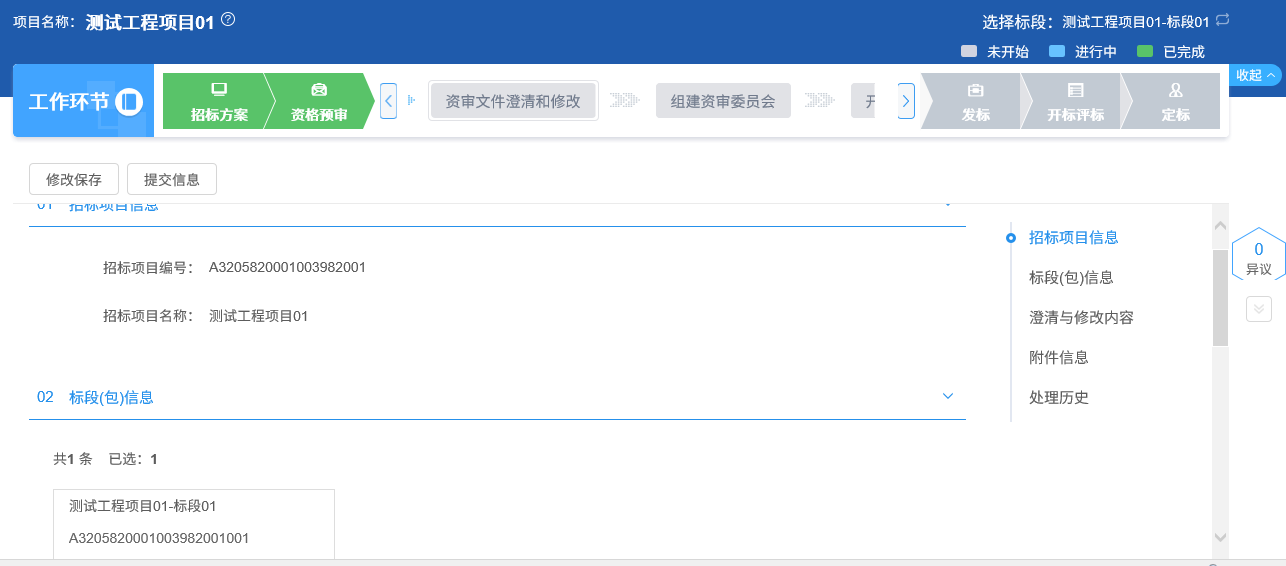 项目名称： 测试工程项目01
选择标段：测试工程项目01-标段01
未开始 进行中 已完成
收起
工作环节
招标方案
资格预审
资审文件澄清和修改
组建资审委员会
发标
开标评标
定标
修改保存 提交信息
01 招标项目信息
招标项目编号： A3205820001003982001
招标项目名称： 测试工程项目01
02 标段(包)信息
共1 条 已选：1
测试工程项目01-标段01
A3205820001003982001001
招标项目信息
标段(包)信息
澄清与修改内容
附件信息
处理历史
0
异议